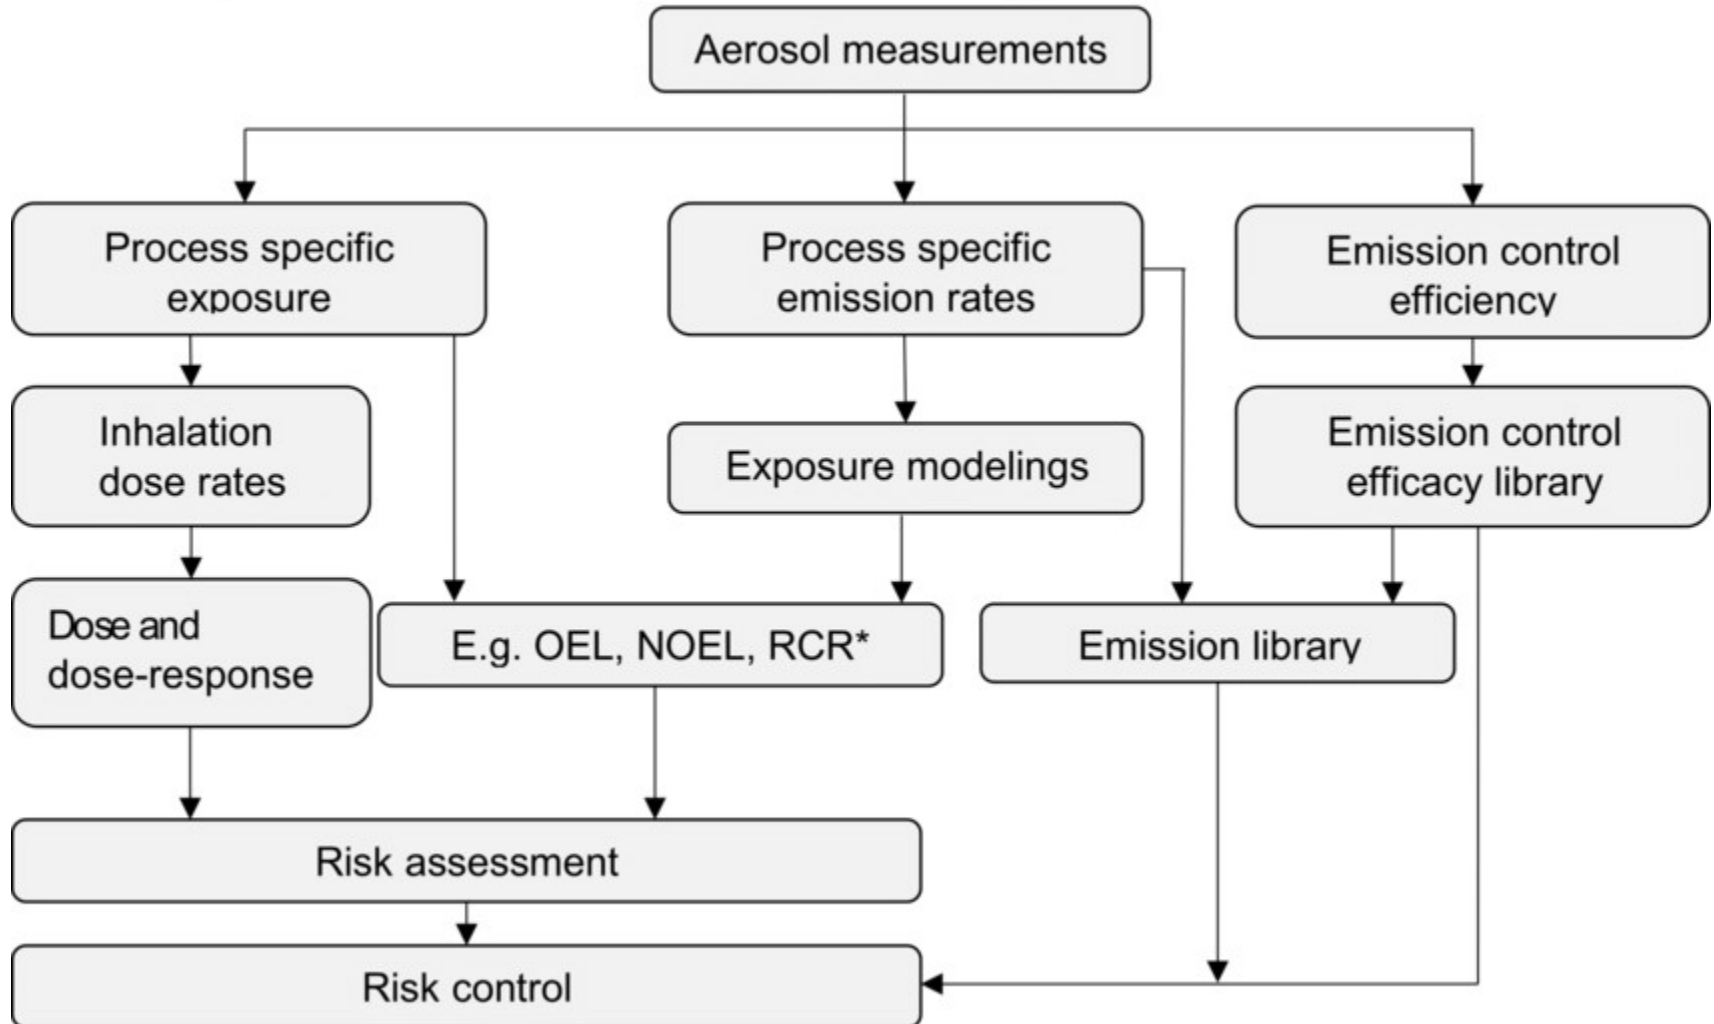 Aerosol measurements
Process specific
exposure
Process specific
emission rates
Emission control
efficiency
Inhalation
dose rates
Exposure modelings
Emission control
efficacy library
Dose and
dose-response
E.g. OEL, NOEL, RCR*
Emission library
Risk assessment
Risk control